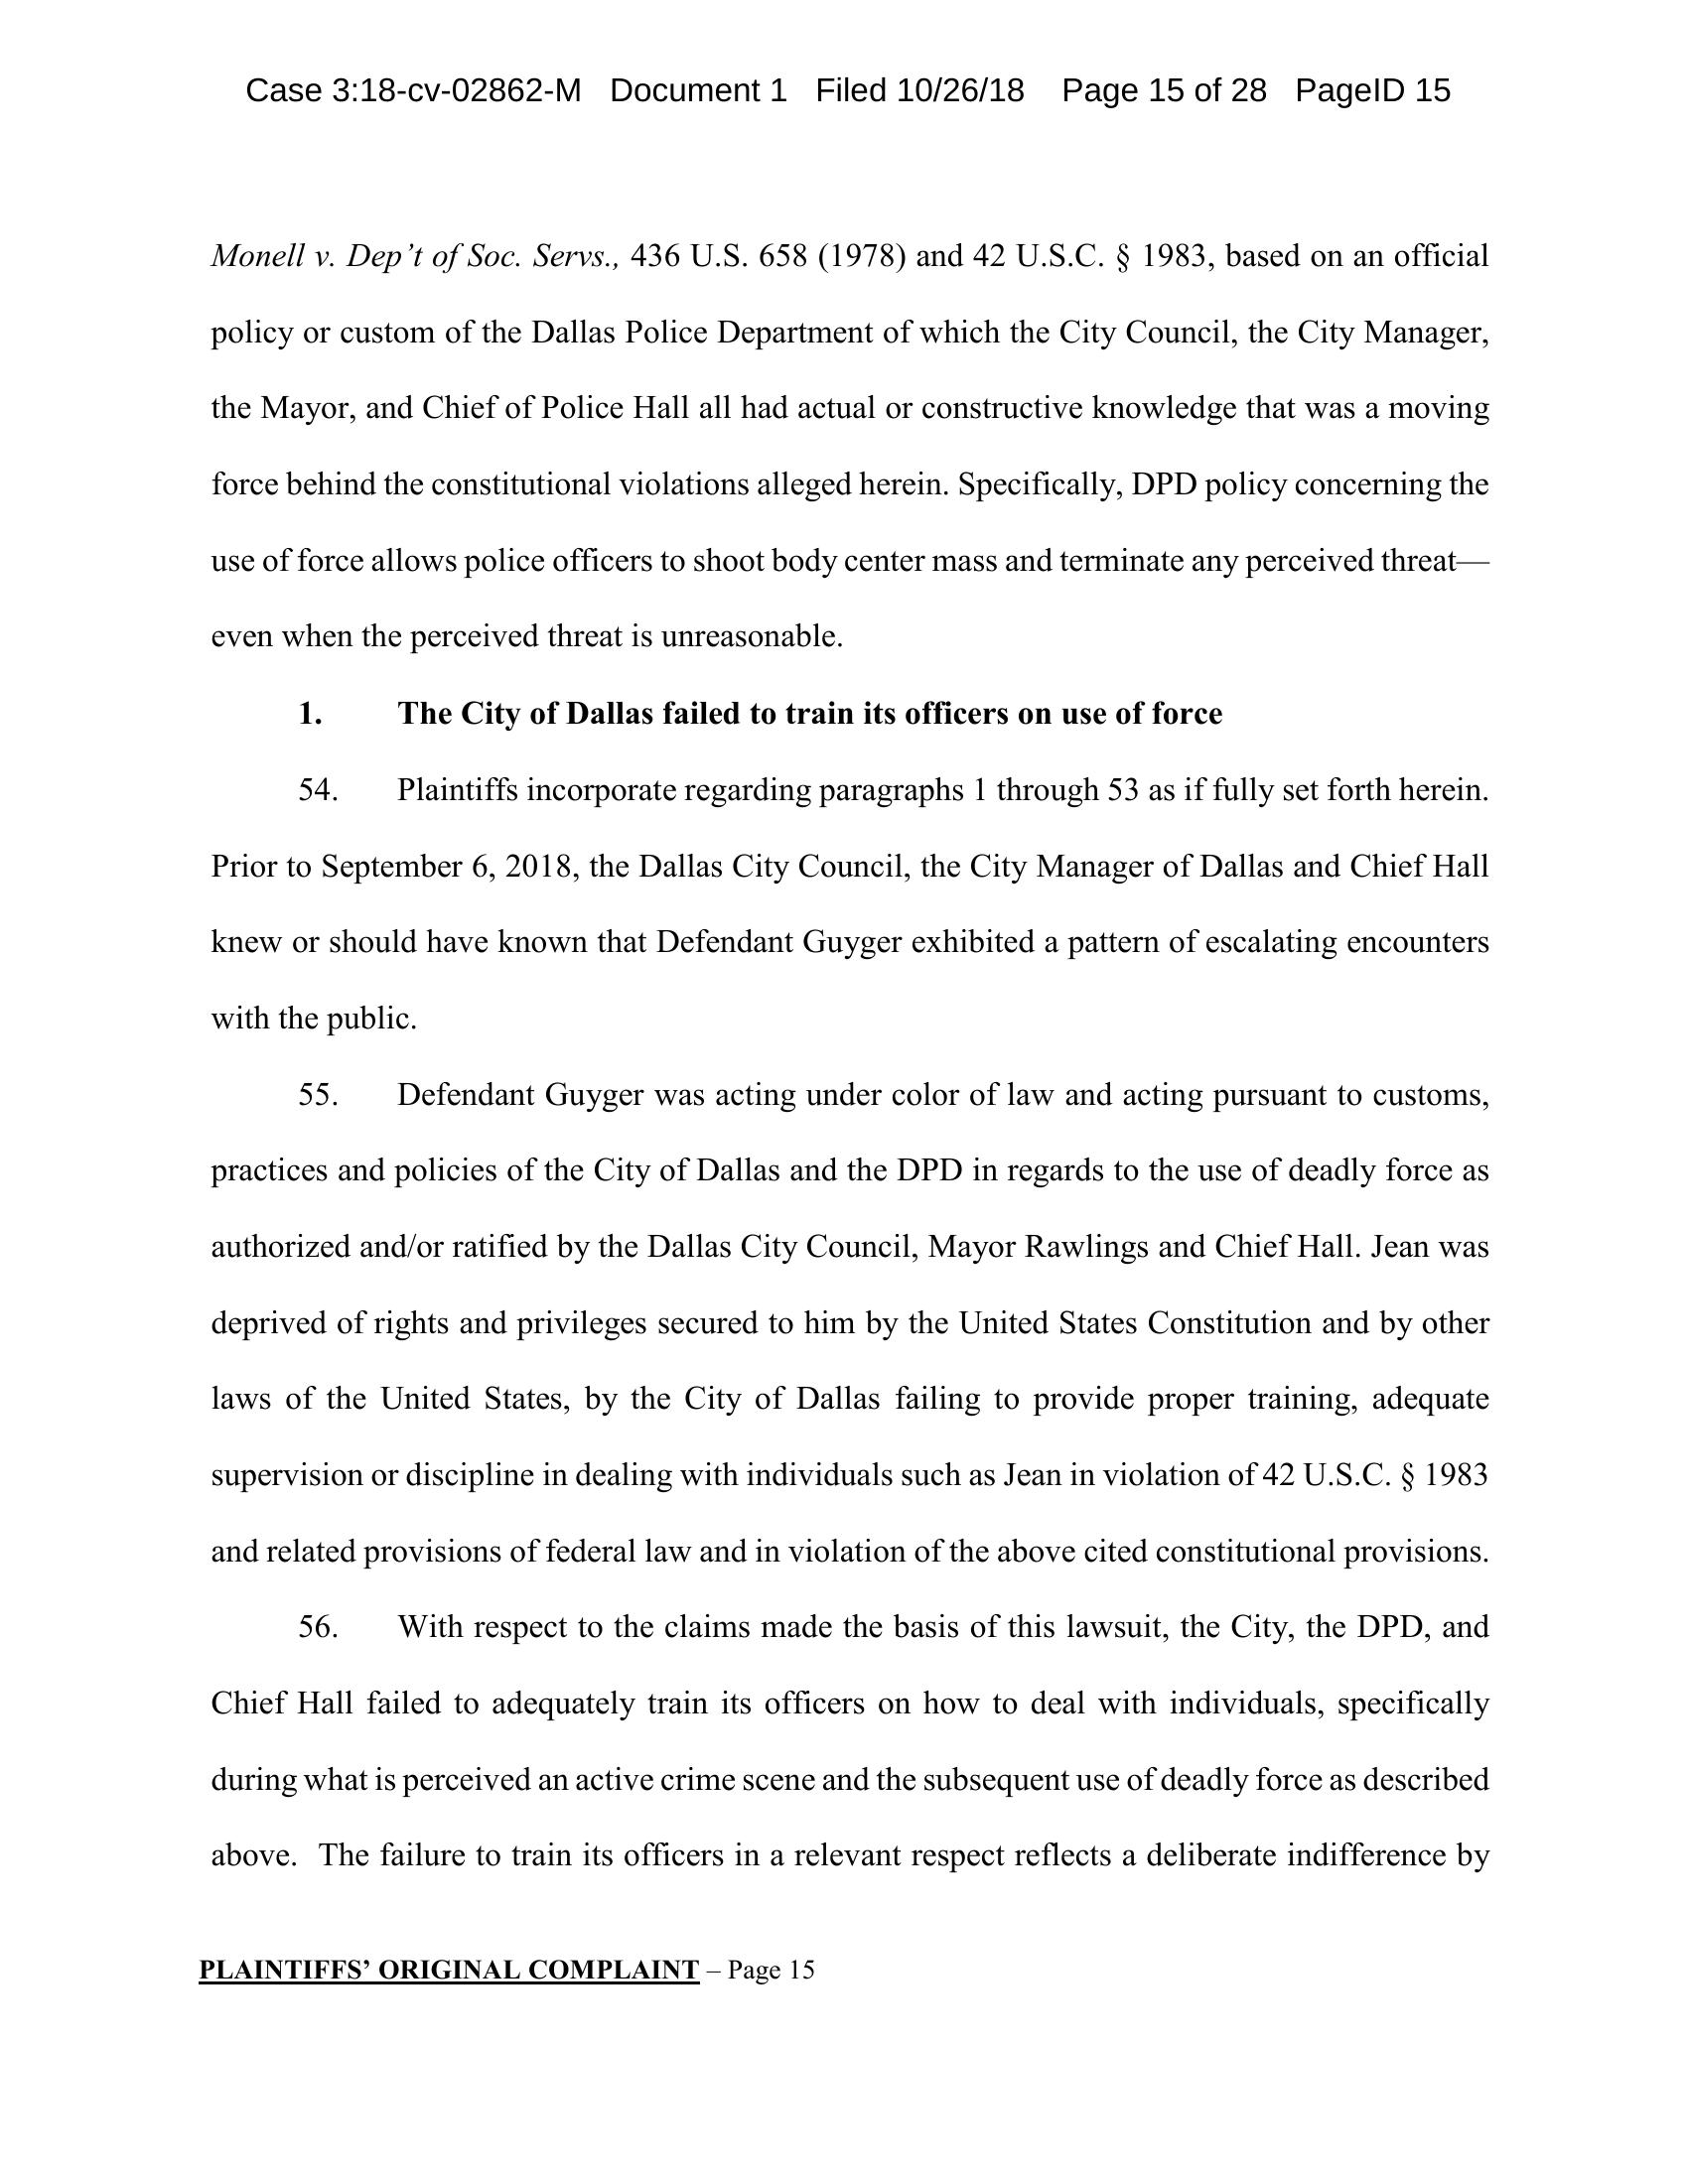 Case 3:18-cv-02862-M Document 1 Filed 10/26/18 Page 15 of 28 PageID 15
Monell v. Dep’t of Soc. Servs., 436 U.S. 658 (1978) and 42 U.S.C. § 1983, based on an official
policy or custom of the Dallas Police Department of which the City Council, the City Manager,
the Mayor, and Chief of Police Hall all had actual or constructive knowledge that was a moving
force behind the constitutional violations alleged herein. Specifically, DPD policy concerning the
use of force allows police officers to shoot body center mass and terminate any perceived threat—
even when the perceived threat is unreasonable.
1. The City of Dallas failed to train its officers on use of force
54. Plaintiffs incorporate regarding paragraphs 1 through 53 as if fully set forth herein.
Prior to September 6, 2018, the Dallas City Council, the City Manager of Dallas and Chief Hall
knew or should have known that Defendant Guyger exhibited a pattern of escalating encounters
with the public.
55. Defendant Guyger was acting under color of law and acting pursuant to customs,
practices and policies of the City of Dallas and the DPD in regards to the use of deadly force as
authorized and/or ratified by the Dallas City Council, Mayor Rawlings and Chief Hall. Jean was
deprived of rights and privileges secured to him by the United States Constitution and by other
laws of the United States, by the City of Dallas failing to provide proper training, adequate
supervision or discipline in dealing with individuals such as Jean in violation of 42 U.S.C. § 1983
and related provisions of federal law and in violation of the above cited constitutional provisions.
56. With respect to the claims made the basis of this lawsuit, the City, the DPD, and
Chief Hall failed to adequately train its officers on how to deal with individuals, specifically
during what is perceived an active crime scene and the subsequent use of deadly force as described
above. The failure to train its officers in a relevant respect reflects a deliberate indifference by
PLAINTIFFS’ ORIGINAL COMPLAINT – Page 15